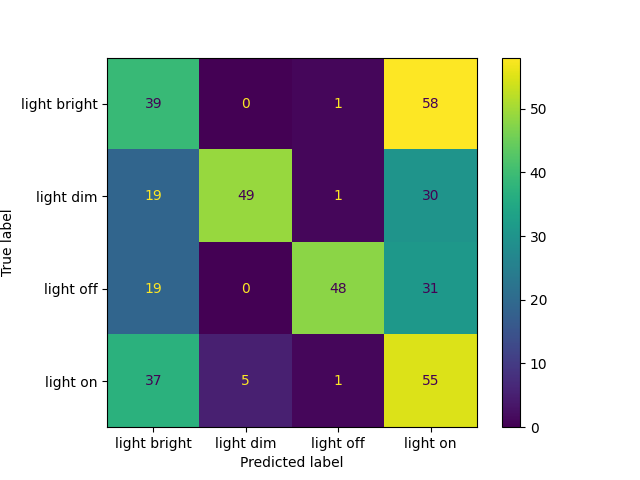 light bright 39 0 1 58
light dim 19 49 1 30
light off 19 0 48 31
light on 37 5 1 55
light bright light dim light off light on
Predicted label
True label
50
40
30
20
10
0